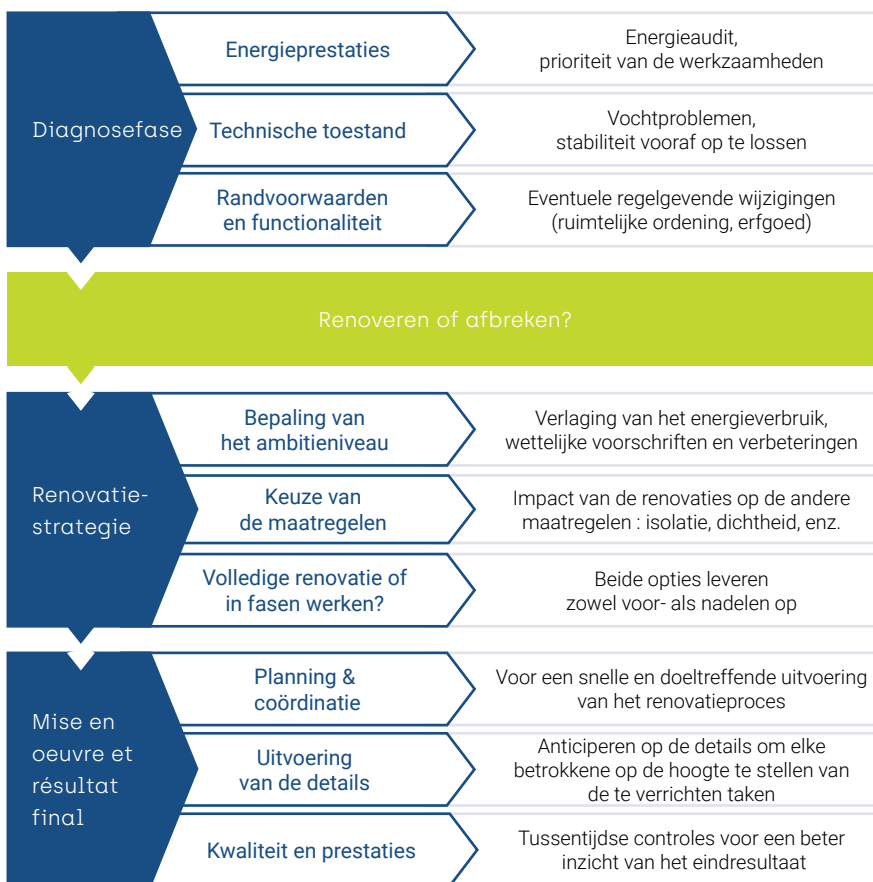 Diagnosefase
Energieprestaties
Energieaudit,
prioriteit van de werkzaamheden
Technische toestand
Vochtproblemen,
stabiliteit vooraf op te lossen
Randvoorwaarden
en functionaliteit
Eventuele regelgevende wijzigingen
(ruimtelijke ordening, erfgoed)
Renoveren of afbreken?
Renovatie-
strategie
Bepaling van
het ambitieniveau
Verlaging van het energieverbruik,
wettelijke voorschriften en verbeteringen
Keuze van
de maatregelen
Impact van de renovaties op de andere
maatregelen : isolatie, dichtheid, enz.
Volledige renovatie of
in fasen werken?
Beide opties leveren
zowel voor- als nadelen op
Mise en
oeuvre et
résultat
final
Planning &
coördinatie
Voor een snelle en doeltreffende uitvoering
van het renovatieproces
Uitvoering
van de details
Anticiperen op de details om elke
betrokkene op de hoogte te stellen van
de te verrichten taken
Kwaliteit en prestaties
Tussentijdse controles voor een beter
inzicht van het eindresultaat